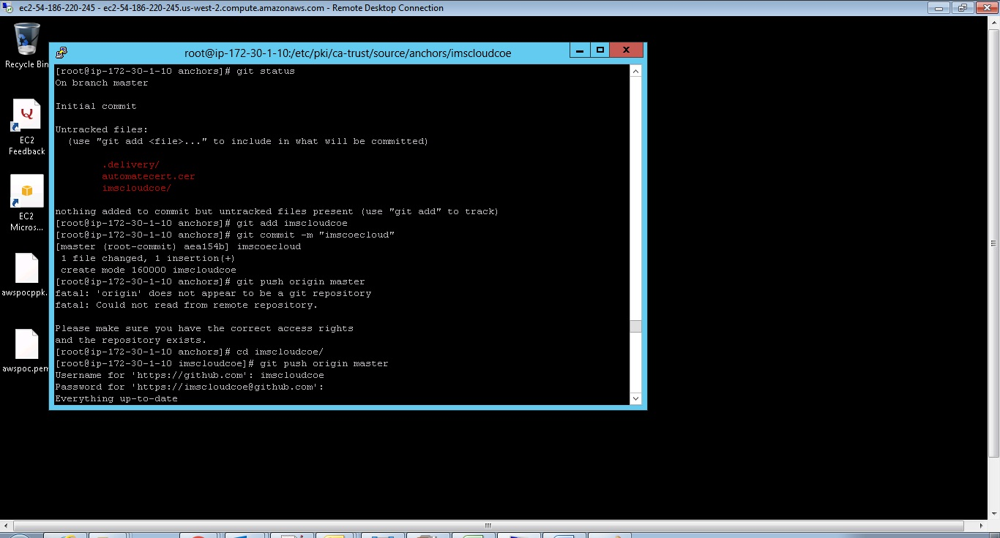 ec2-54-186-220-245 - ec2-54-186-220-245.us-west-2.compute.amazonaws.com - Remote Desktop Connection
Recycle Bin
EC2
Feedback
EC2
Micros...
awspocppk.
awspoc.pem
root@ip-172-30-1-10:/etc/pki/ca-trust/source/anchors/imscloudcoe
[root@ip-172-30-1-10 anchors]# git status
On branch master
Initial commit
Untracked files:
(use "git add <file>..." to include in what will be committed)
.delivery/
automatecert.cer
imscloudcoe/
nothing added to commit but untracked files present (use "git add" to track)
[root@ip-172-30-1-10 anchors]# git add imscloudcoe
[root@ip-172-30-1-10 anchors]# git commit -m "imscoecloud"
[master (root-commit) aea154b] imscoecloud
1 file changed, 1 insertion(+)
create mode 160000 imscloudcoe
[root@ip-172-30-1-10 anchors]# git push origin master
fatal: 'origin' does not appear to be a git repository
fatal: Could not read from remote repository.
Please make sure you have the correct access rights
and the repository exists.
[root@ip-172-30-1-10 anchors]# cd imscloudcoe/
[root@ip-172-30-1-10 imscloudcoe]# git push origin master
Username for 'https://github.com': imscloudcoe
Password for 'https://imscloudcoe@github.com':
Everything up-to-date